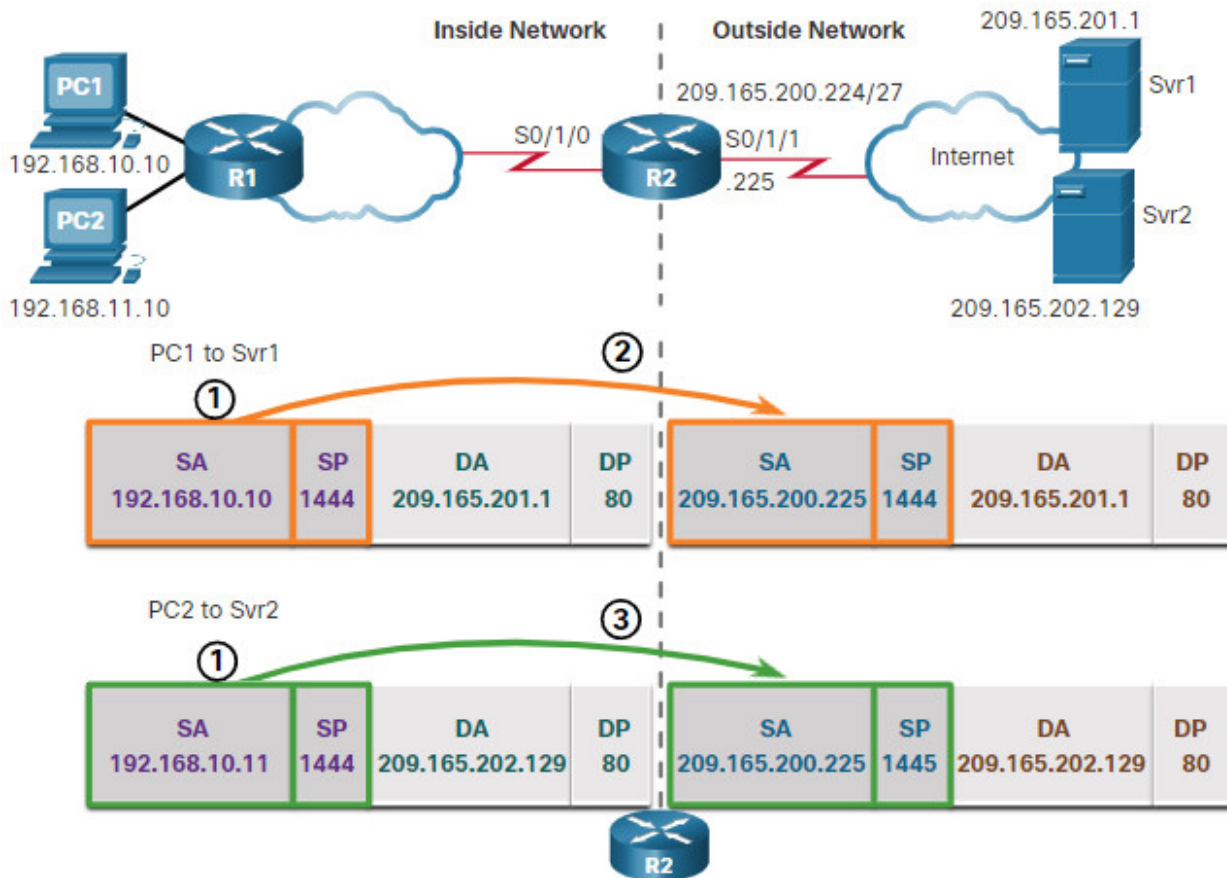 Inside Network
Outside Network
209.165.201.1
PC1
192.168.10.10
R1
PC2
192.168.11.10
S0/1/0
R2
209.165.200.224/27
S0/1/1
.225
Internet
Svr1
Svr2
209.165.202.129
PC1 to Svr1
1
2
SA SP DA DP SA SP DA DP
192.168.10.10 1444 209.165.201.1 80 209.165.200.225 1444 209.165.201.1 80
PC2 to Svr2
1
3
SA SP DA DP SA SP DA DP
192.168.10.11 1444 209.165.202.129 80 209.165.200.225 1445 209.165.202.129 80
R2